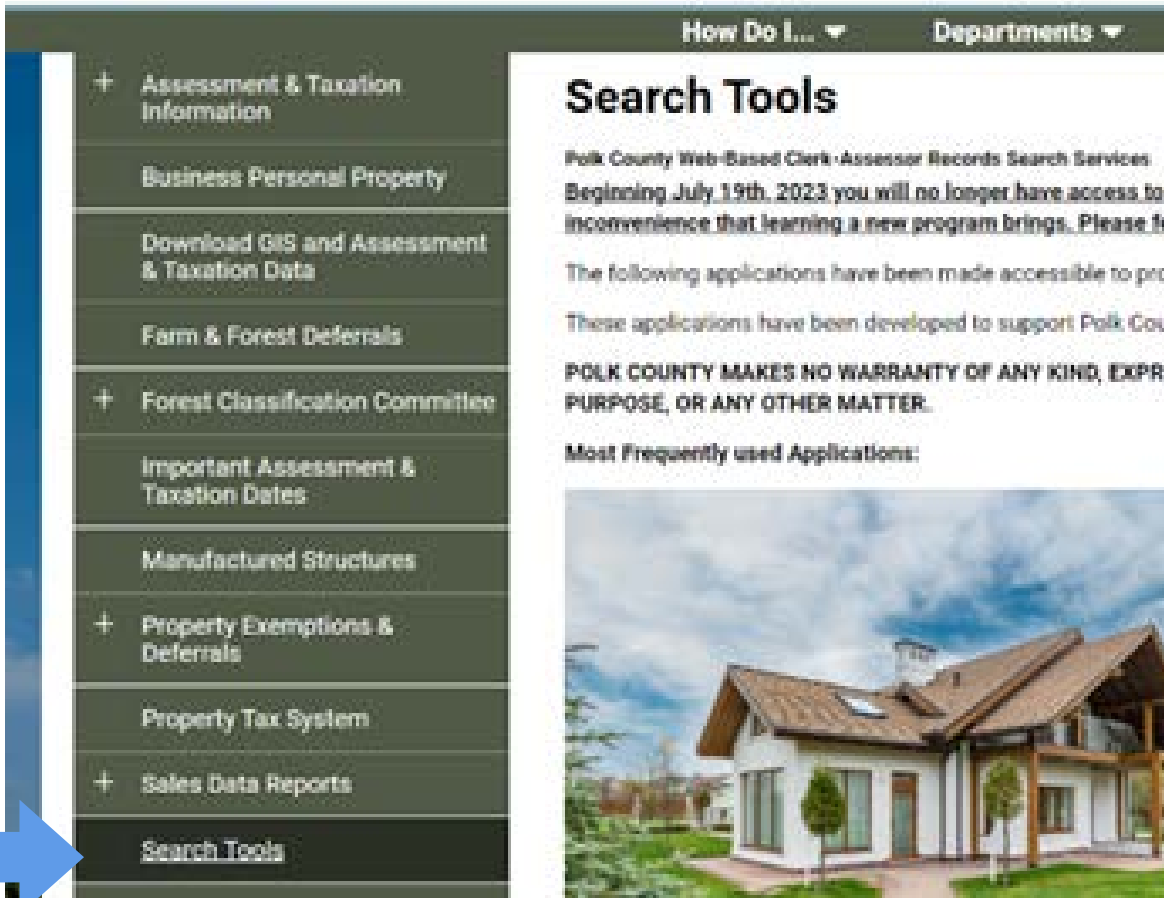 How Do I... Departments
+ Assessment & Taxation
Information
Business Personal Property
Download GIS and Assessment
& Taxation Data
Farm & Forest Deferrals
+ Forest Classification Committee
Important Assessment &
Taxation Dates
Manufactured Structures
+ Property Exemptions &
Deferrals
Property Tax System
+ Sales Data Reports
Search Tools
Search Tools
Polk County Web-Based Clerk-Assessor Records Search Services
Beginning July 19th, 2023 you will no longer have access to
inconvenience that learning a new program brings. Please
The following applications have been made accessible to
These applications have been developed to support Polk
POLK COUNTY MAKES NO WARRANTY OF ANY KIND,
PURPOSE, OR ANY OTHER MATTER.
Most Frequently used Applications: